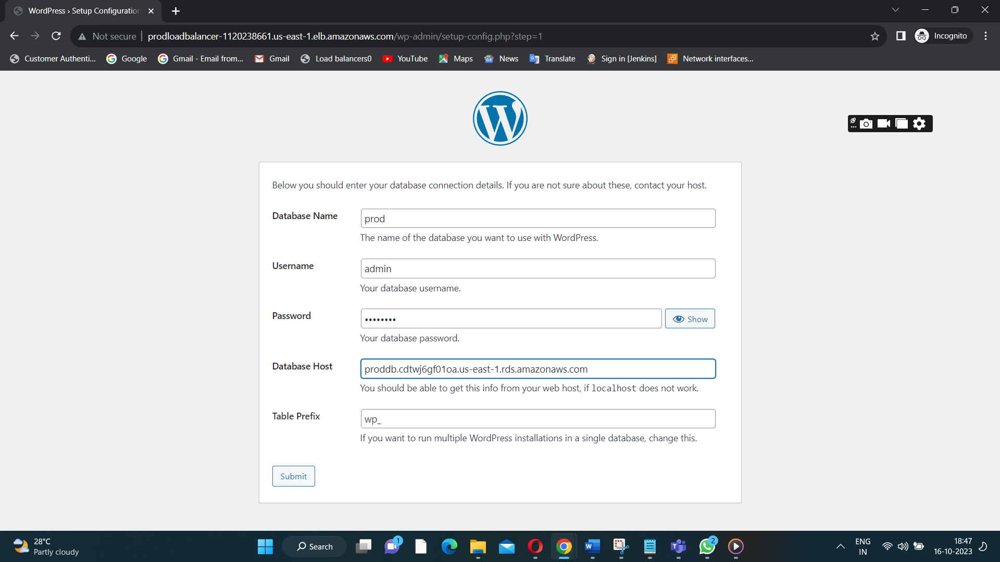 WordPress › Setup Configuration
Not secure
prodloadbalancer-1120238661.us-east-1.elb.amazonaws.com/wp-admin/setup-config.php?step=1
Incognito
Customer Authenti...
Google
Gmail - Email from...
Gmail
Load balancers0
YouTube
Maps
News
Translate
Sign in [Jenkins]
Network interfaces...
Below you should enter your database connection details. If you are not sure about these, contact your host.
Database Name
prod
The name of the database you want to use with WordPress.
Username
admin
Your database username.
Password
••••••••
Show
Your database password.
Database Host
proddb.cdtwj6gf01oa.us-east-1.rds.amazonaws.com
You should be able to get this info from your web host, if localhost does not work.
Table Prefix
wp_
If you want to run multiple WordPress installations in a single database, change this.
Submit
28°C
Partly cloudy
Search
1
2
ENG
IN
18:47
16-10-2023